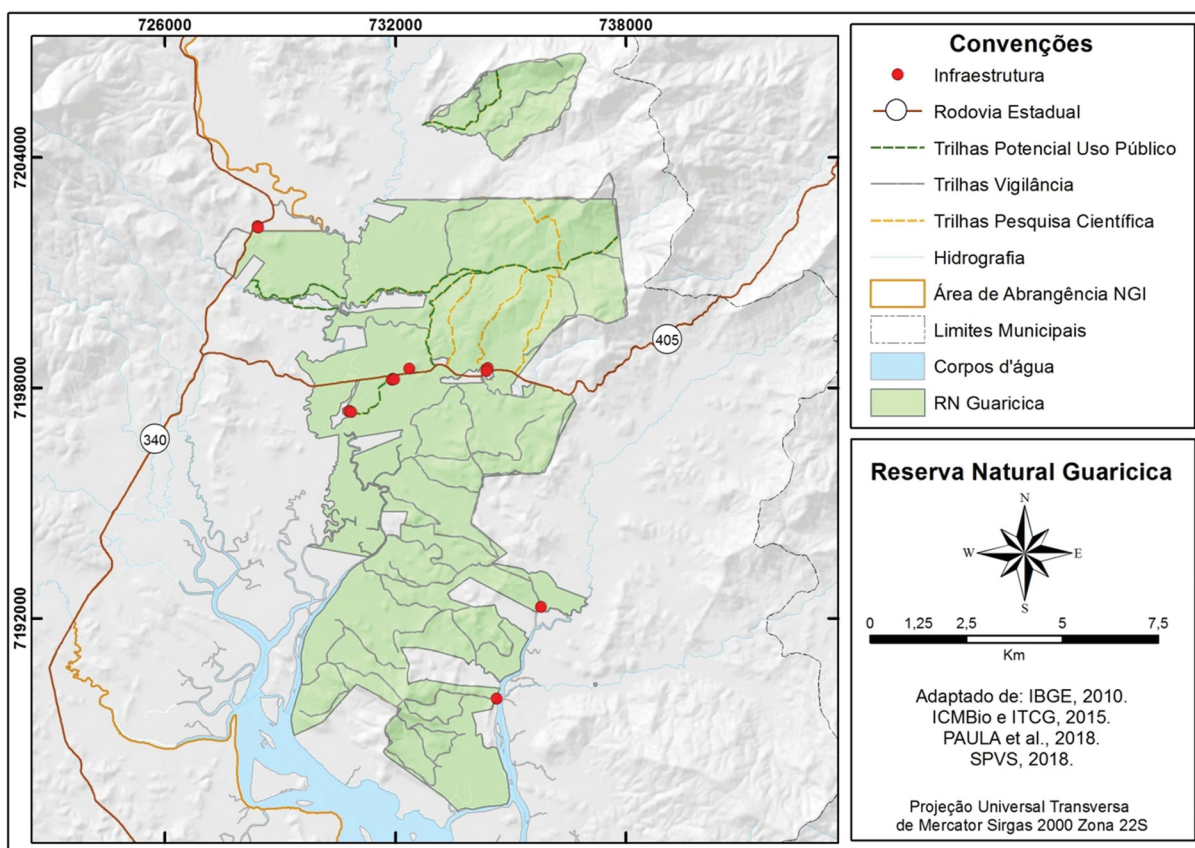 726000
732000
738000
7204000
7198000
7192000
405
340
Convenções
Infraestrutura
Rodovia Estadual
Trilhas Potencial Uso Público
Trilhas Vigilância
Trilhas Pesquisa Científica
Hidrografia
Área de Abrangência NGI
Limites Municipais
Corpos d'água
RN Guaricica
Reserva Natural Guaricica
N
W
E
S
0 1,25 2,5 5 7,5
Km
Adaptado de: IBGE, 2010.
ICMBio e ITCG, 2015.
PAULA et al., 2018.
SPVS, 2018.
Projeção Universal Transversa
de Mercator Sirgas 2000 Zona 22S